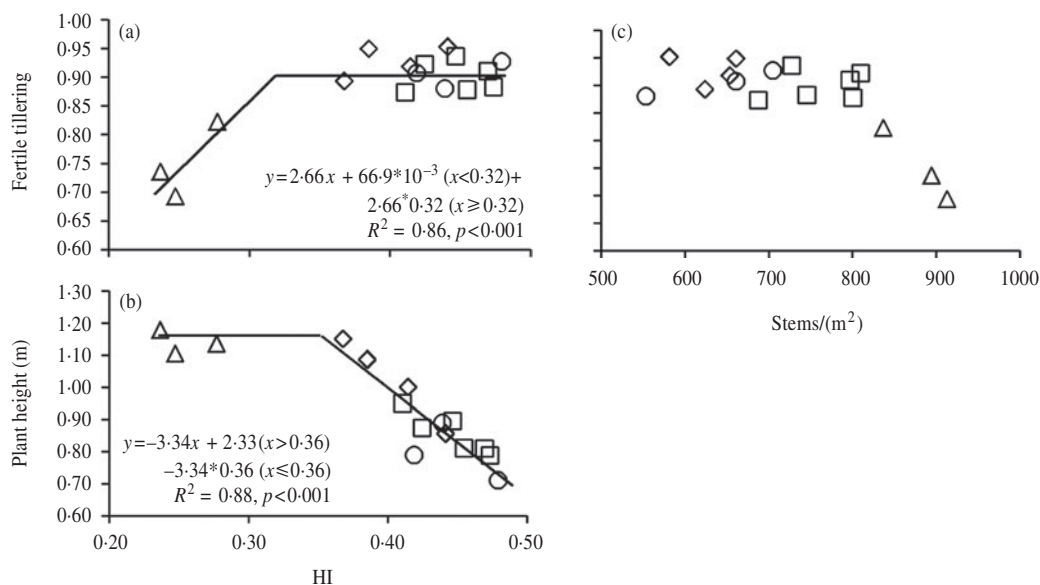 Fertile tillering
1·00
0·95
0·90
0·85
0·80
0·75
0·70
0·65
0·60
(a)
y=2·66x + 66·9*10⁻³ (x<0·32)+
2·66*0·32 (x⩾0·32)
R² = 0·86, p<0·001
(c)
500 600 700 800 900 1000
Stems/(m²)
Plant height (m)
1·30
1·20
1·10
1·00
0·90
0·80
0·70
0·60
(b)
y=–3·34x + 2·33(x>0·36)
–3·34*0·36 (x⩽0·36)
R² = 0·88, p<0·001
0·20 0·30 0·40 0·50
HI